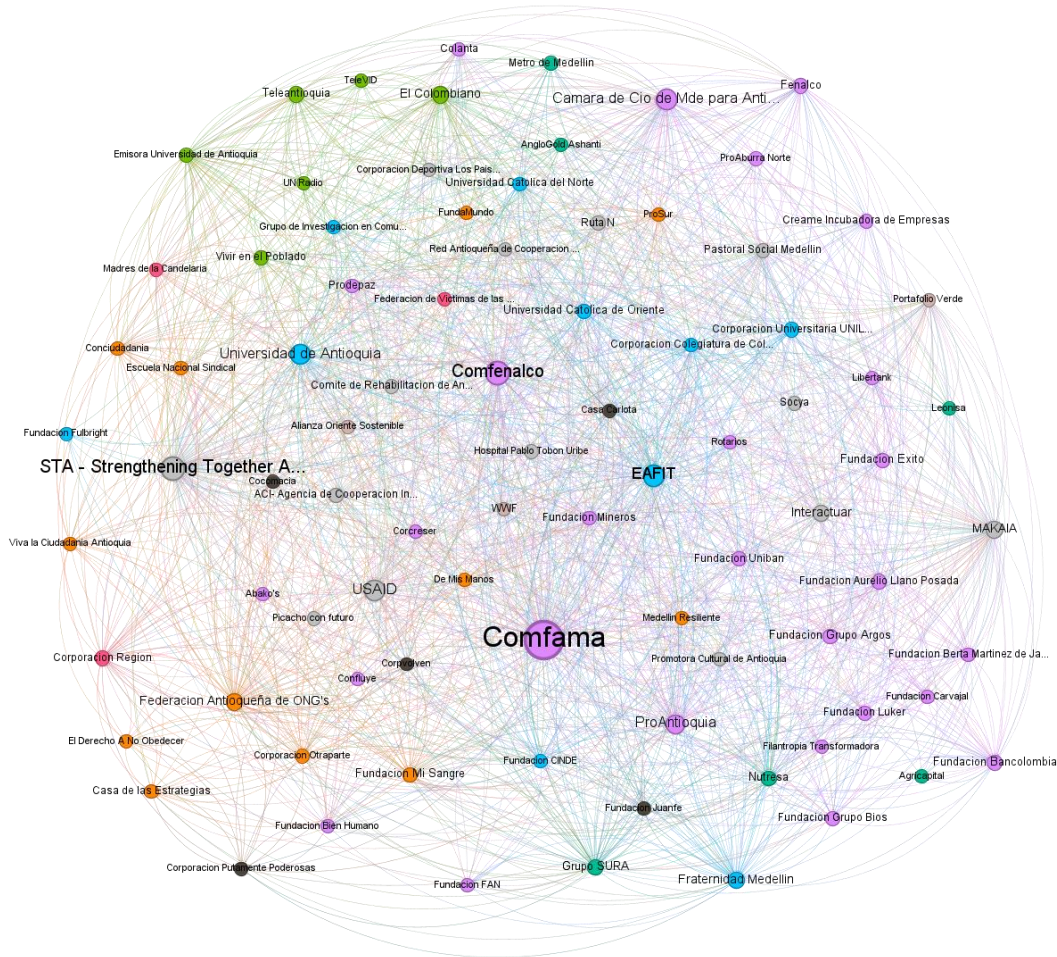 Colanta
Metro de Medellin
TeleVID
Fenalco
Teleantioquia
El Colombiano
Camara de Cio de Mde para Anti...
AngloGold Ashanti
Emisora Universidad de Antioquia
ProAburra Norte
Corporacion Deportiva Los Pais...
UN Radio
Universidad Catolica del Norte
FundaMundo
ProSur
Creame Incubadora de Empresas
Grupo de Investigacion en Comu...
Ruta N
Red Antioqueña de Cooperacion ...
Pastoral Social Medellin
Vivir en el Poblado
Madres de la Candelaria
Prodepaz
Federacion de Victimas de las ...
Portafolio Verde
Universidad Catolica de Oriente
Corporacion Universitaria UNIL...
Corporacion Colegiatura de Col...
Conciudadania
Universidad de Antioquia
Escuela Nacional Sindical
Comfenalco
Libertank
Comite de Rehabilitacion de An...
Socya
Casa Carlota
Leonisa
Alianza Oriente Sostenible
Fundacion Fulbright
Rotarios
Hospital Pablo Tobon Uribe
Fundacion Exito
STA - Strengthening Together A...
EAFIT
Cocomacia
ACI- Agencia de Cooperacion In...
WWF
Interactuar
Fundacion Mineros
MAKAIA
Corcreser
Viva la Ciudadania Antioquia
Fundacion Uniban
De Mis Manos
Fundacion Aurelio Llano Posada
USAID
Abako's
Picacho con futuro
Medellin Resiliente
Comfama
Fundacion Grupo Argos
Fundacion Berta Martinez de Ja...
Corporacion Region
Corpvolven
Promotora Cultural de Antioquia
Confluye
Fundacion Carvajal
Federacion Antioqueña de ONG's
Fundacion Luker
ProAntioquia
El Derecho A No Obedecer
Filantropia Transformadora
Corporacion Otraparte
Fundacion CINDE
Fundacion Bancolombia
Fundacion Mi Sangre
Nutresa
Agricapital
Casa de las Estrategias
Fundacion Juanfe
Fundacion Grupo Bios
Fundacion Bien Humano
Corporacion Putamente Poderosas
Grupo SURA
Fundacion FAN
Fraternidad Medellin